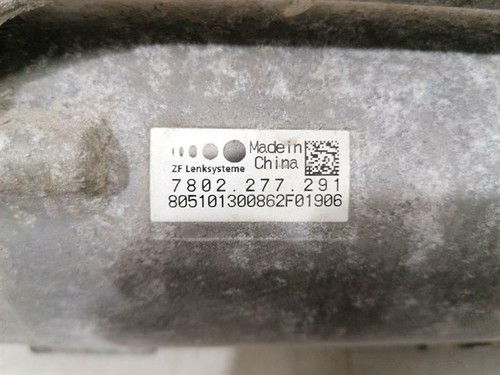 Made in
China
ZF Lenksysteme
7802.277.291
805101300862F01906